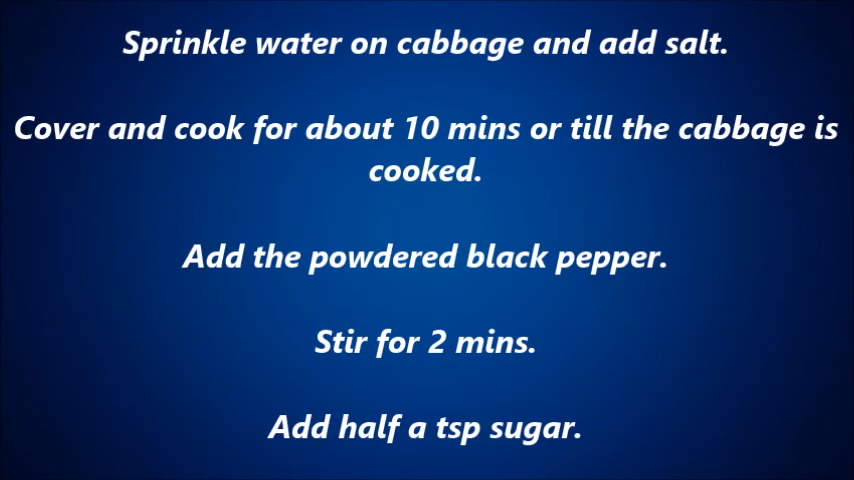 Sprinkle water on cabbage and add salt.
Cover and cook for about 10 mins or till the cabbage is
cooked.
Add the powdered black pepper.
Stir for 2 mins.
Add half a tsp sugar.